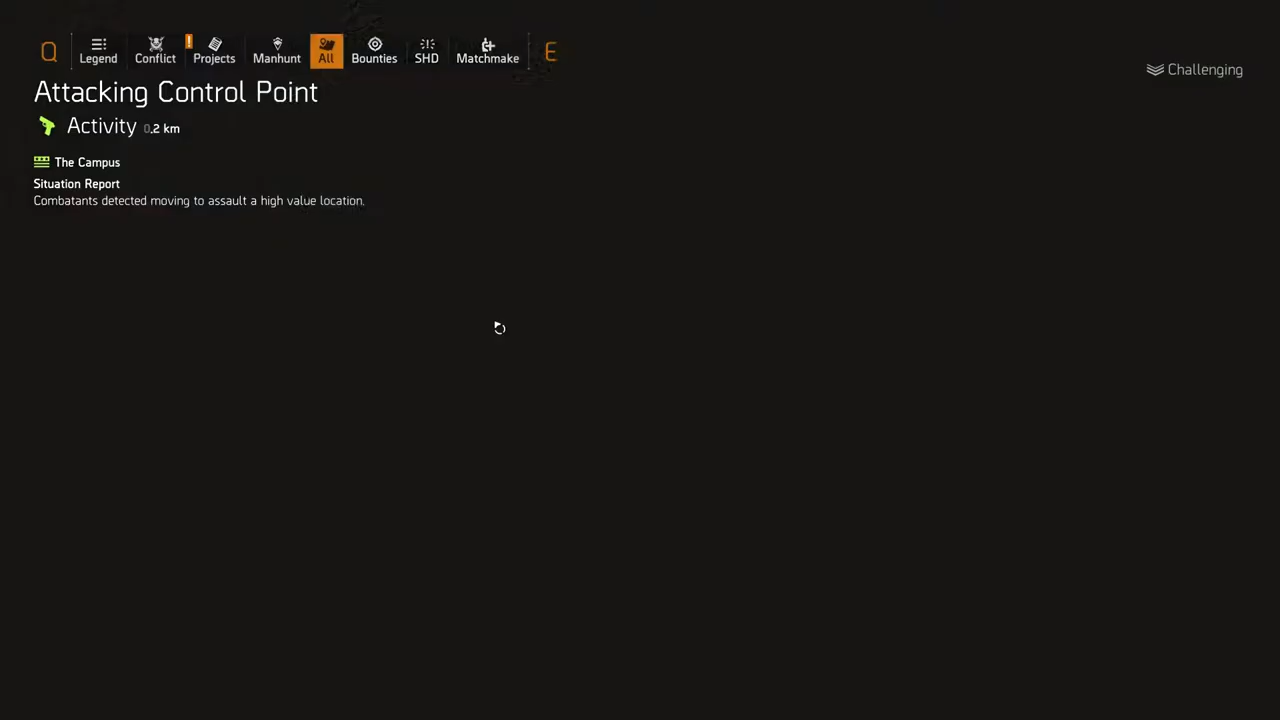 Q Legend Conflict ! Projects Manhunt All Bounties SHD Matchmake E
Challenging
Attacking Control Point
Activity 0.2 km
The Campus
Situation Report
Combatants detected moving to assault a high value location.